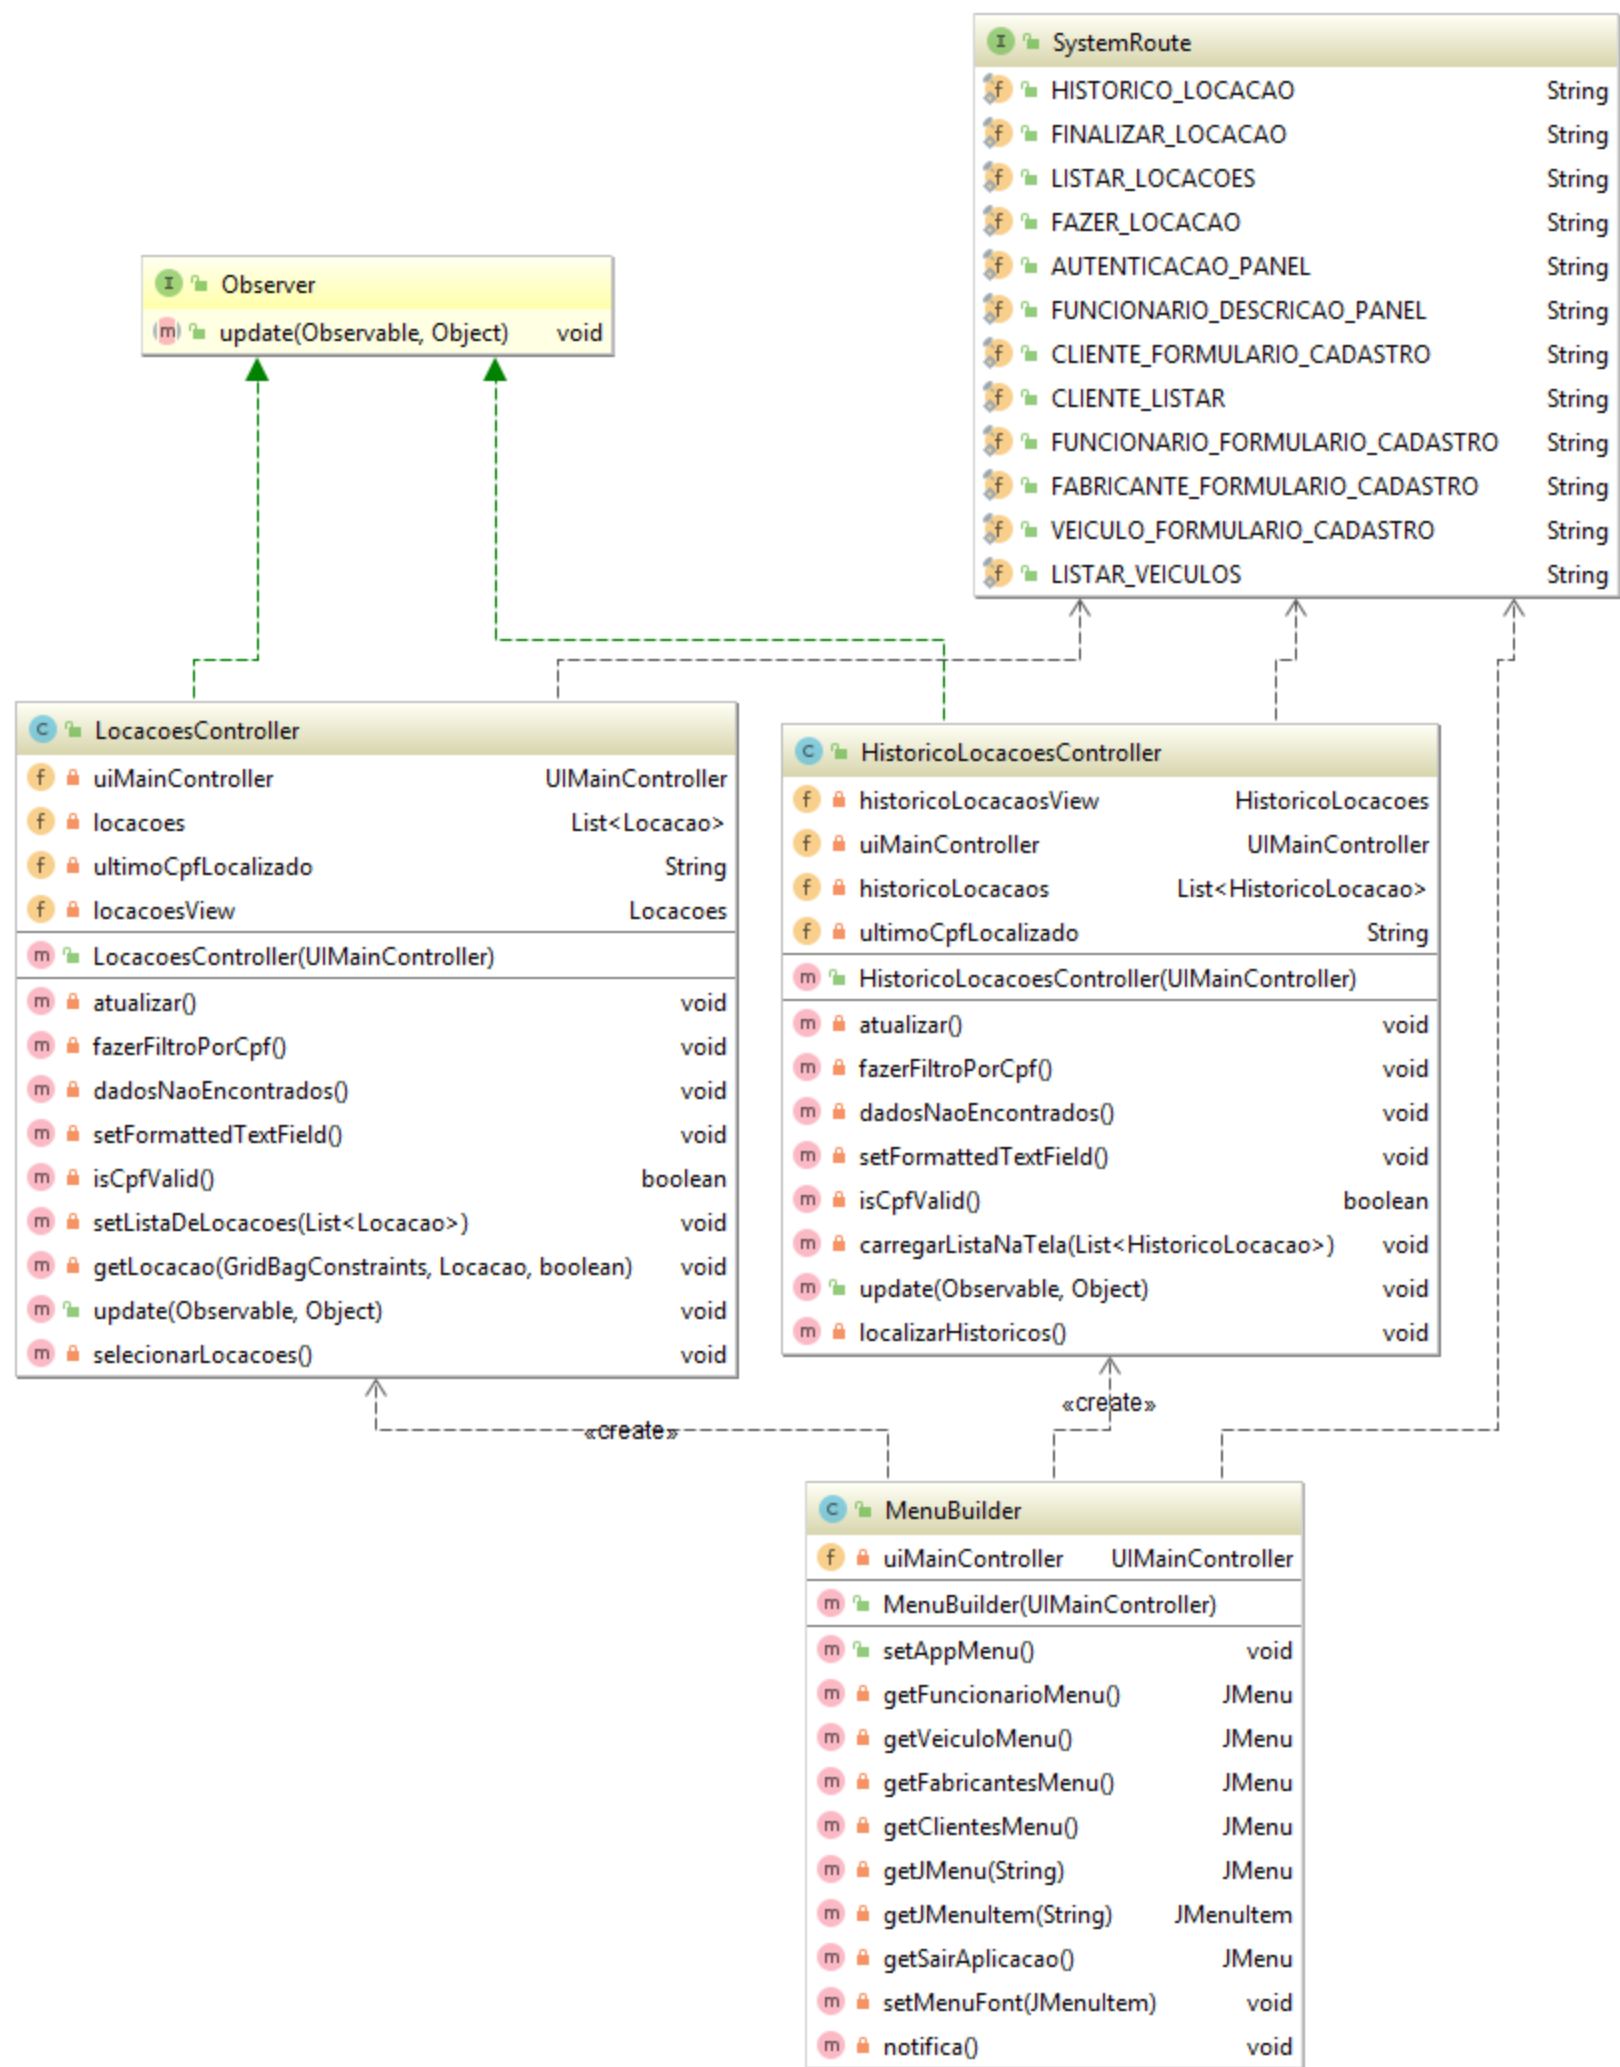 SystemRoute
HISTORICO_LOCACAO String
FINALIZAR_LOCACAO String
LISTAR_LOCACOES String
FAZER_LOCACAO String
AUTENTICACAO_PANEL String
FUNCIONARIO_DESCRICAO_PANEL String
CLIENTE_FORMULARIO_CADASTRO String
CLIENTE_LISTAR String
FUNCIONARIO_FORMULARIO_CADASTRO String
FABRICANTE_FORMULARIO_CADASTRO String
VEICULO_FORMULARIO_CADASTRO String
LISTAR_VEICULOS String
Observer
update(Observable, Object) void
LocacoesController
uiMainController UIMainController
locacoes List<Locacao>
ultimoCpfLocalizado String
locacoesView Locacoes
LocacoesController(UIMainController)
atualizar() void
fazerFiltroPorCpf() void
dadosNaoEncontrados() void
setFormattedTextField() void
isCpfValid() boolean
setListaDeLocacoes(List<Locacao>) void
getLocacao(GridBagConstraints, Locacao, boolean) void
update(Observable, Object) void
selecionarLocacoes() void
HistoricoLocacoesController
historicoLocacaosView HistoricoLocacoes
uiMainController UIMainController
historicoLocacaos List<HistoricoLocacao>
ultimoCpfLocalizado String
HistoricoLocacoesController(UIMainController)
atualizar() void
fazerFiltroPorCpf() void
dadosNaoEncontrados() void
setFormattedTextField() void
isCpfValid() boolean
carregarListaNaTela(List<HistoricoLocacao>) void
update(Observable, Object) void
localizarHistoricos() void
«create»
«create»
MenuBuilder
uiMainController UIMainController
MenuBuilder(UIMainController)
setAppMenu() void
getFuncionarioMenu() JMenu
getVeiculoMenu() JMenu
getFabricantesMenu() JMenu
getClientesMenu() JMenu
getJMenu(String) JMenu
getJMenuItem(String) JMenuItem
getSairAplicacao() JMenu
setMenuFont(JMenuItem) void
notifica() void